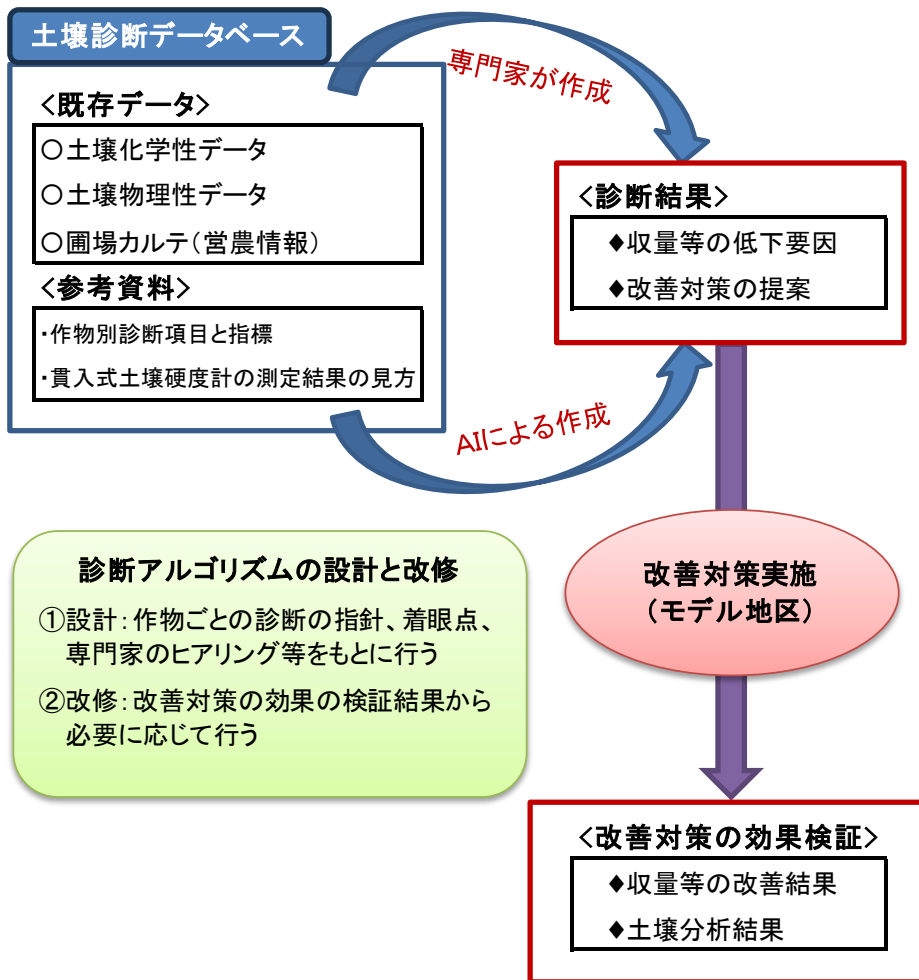 土壌診断データベース
<既存データ>
○土壌化学性データ
○土壌物理性データ
○圃場カルテ(営農情報)
<参考資料>
・作物別診断項目と指標
・貫入式土壌硬度計の測定結果の見方
専門家が作成
AIによる作成
<診断結果>
♦収量等の低下要因
♦改善対策の提案
診断アルゴリズムの設計と改修
①設計:作物ごとの診断の指針、着眼点、
専門家のヒアリング等をもとに行う
②改修:改善対策の効果の検証結果から
必要に応じて行う
改善対策実施
(モデル地区)
<改善対策の効果検証>
♦収量等の改善結果
♦土壌分析結果